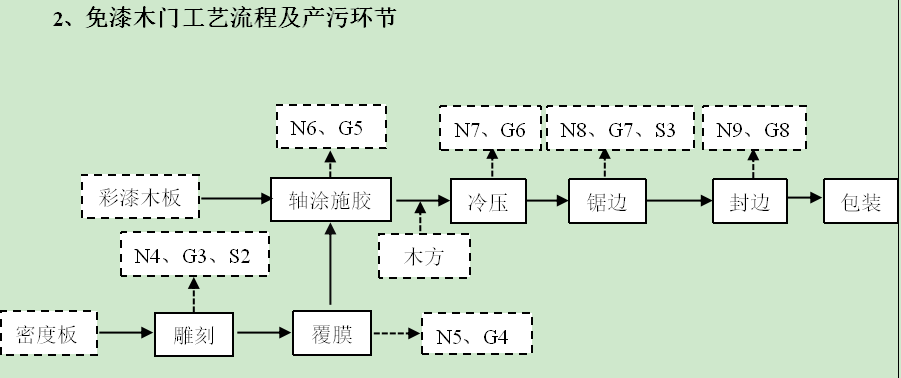 2、免漆木门工艺流程及产污环节
N6、G5
N7、G6
N8、G7、S3
N9、G8
彩漆木板
轴涂施胶
冷压
锯边
封边
包装
N4、G3、S2
木方
密度板
雕刻
覆膜
N5、G4